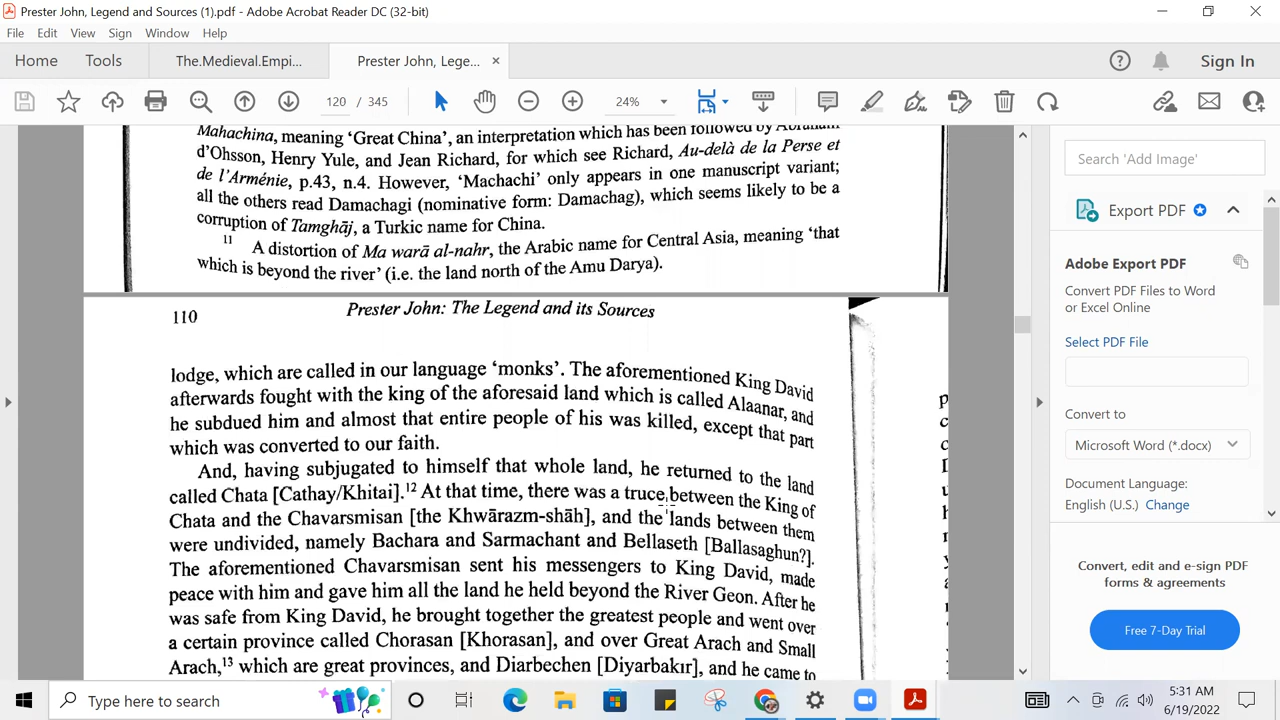 Prester John, Legend and Sources (1).pdf - Adobe Acrobat Reader DC (32-bit)
File Edit View Sign Window Help
Home Tools The.Medieval.Empi... Prester John, Lege... ×
? Sign In
120 / 345 24%
Mahachina, meaning ‘Great China’, an interpretation which has been followed by Abraham
d’Ohsson, Henry Yule, and Jean Richard, for which see Richard, Au-delà de la Perse et
de l’Arménie, p.43, n.4. However, ‘Machachi’ only appears in one manuscript variant;
all the others read Damachagi (nominative form: Damachag), which seems likely to be a
corruption of Tamghāj, a Turkic name for China.
11 A distortion of Ma warā al-nahr, the Arabic name for Central Asia, meaning ‘that
which is beyond the river’ (i.e. the land north of the Amu Darya).
110 Prester John: The Legend and its Sources
lodge, which are called in our language ‘monks’. The aforementioned King David
afterwards fought with the king of the aforesaid land which is called Alaanar, and
he subdued him and almost that entire people of his was killed, except that part
which was converted to our faith.
And, having subjugated to himself that whole land, he returned to the land
called Chata [Cathay/Khitai].12 At that time, there was a truce between the King of
Chata and the Chavarsmisan [the Khwārazm-shāh], and the lands between them
were undivided, namely Bachara and Sarmachant and Bellaseth [Ballasaghun?].
The aforementioned Chavarsmisan sent his messengers to King David, made
peace with him and gave him all the land he held beyond the River Geon. After he
was safe from King David, he brought together the greatest people and went over
a certain province called Chorasan [Khorasan], and over Great Arach and Small
Arach,13 which are great provinces, and Diarbechen [Diyarbakır], and he came to
Search 'Add Image'
Export PDF
Adobe Export PDF
Convert PDF Files to Word
or Excel Online
Select PDF File
Convert to
Microsoft Word (*.docx)
Document Language:
English (U.S.) Change
Convert, edit and e-sign PDF
forms & agreements
Free 7-Day Trial
Type here to search
5:31 AM
6/19/2022